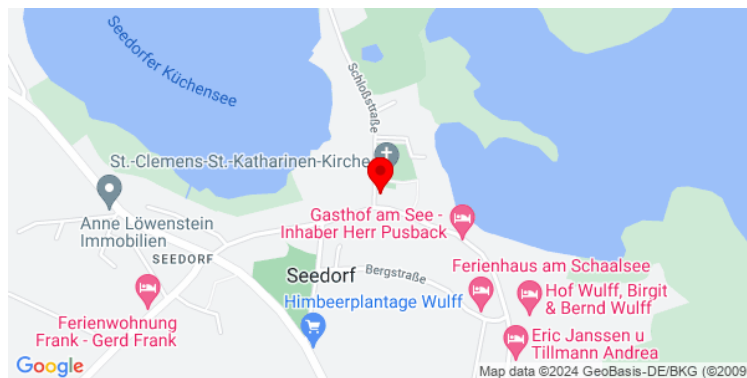 Seedorfer
Küchensee
Schloßstraße
St.-Clemens-St.-Katharinen-Kirche
Anne Löwenstein
Immobilien
Gasthof am See -
Inhaber Herr Pusback
SEEDORF
Seedorf
Bergstraße
Ferienhaus am Schaalsee
Himbeerplantage Wulff
Hof Wulff, Birgit
& Bernd Wulff
Ferienwohnung
Frank - Gerd Frank
Eric Janssen u
Tillmann Andrea
Google
Map data ©2024 GeoBasis-DE/BKG (©2009